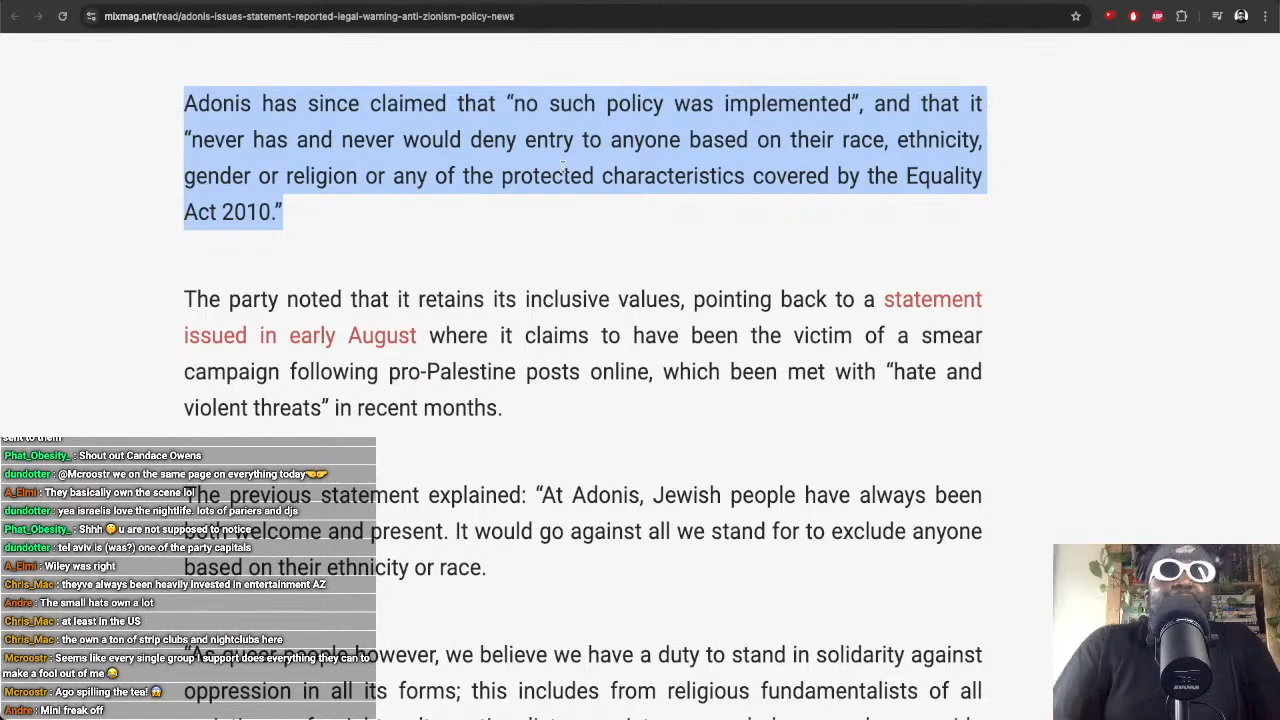 mixmag.net/read/adonis-issues-statement-reported-legal-warning-anti-zionism-policy-news
Adonis has since claimed that “no such policy was implemented”, and that it
“never has and never would deny entry to anyone based on their race, ethnicity,
gender or religion or any of the protected characteristics covered by the Equality
Act 2010.”
The party noted that it retains its inclusive values, pointing back to a statement
issued in early August where it claims to have been the victim of a smear
campaign following pro-Palestine posts online, which been met with “hate and
violent threats” in recent months.
The previous statement explained: “At Adonis, Jewish people have always been
both welcome and present. It would go against all we stand for to exclude anyone
based on their ethnicity or race.
“As queer people however, we believe we have a duty to stand in solidarity against
oppression in all its forms; this includes from religious fundamentalists of all
sent to them
Phat_Obesity_ : Shout out Candace Owens
dundotter : @Mcroostr we on the same page on everything today🤜🤛
A_Elmi : They basically own the scene lol
dundotter : yea israelis love the nightlife. lots of pariers and djs
Phat_Obesity_ : Shhh 🤫 u are not supposed to notice
dundotter : tel aviv is (was?) one of the party capitals
A_Elmi : Wiley was right
Chris_Mac : theyve always been heavily invested in entertainment AZ
Andre : The small hats own a lot
Chris_Mac : at least in the US
Chris_Mac : the own a ton of strip clubs and nightclubs here
Mcroostr : Seems like every single group I support does everything they can to
make a fool out of me 😂
Mcroostr : Ago spilling the tea! 😱
Andre : Mini freak off
ABP
SHURE